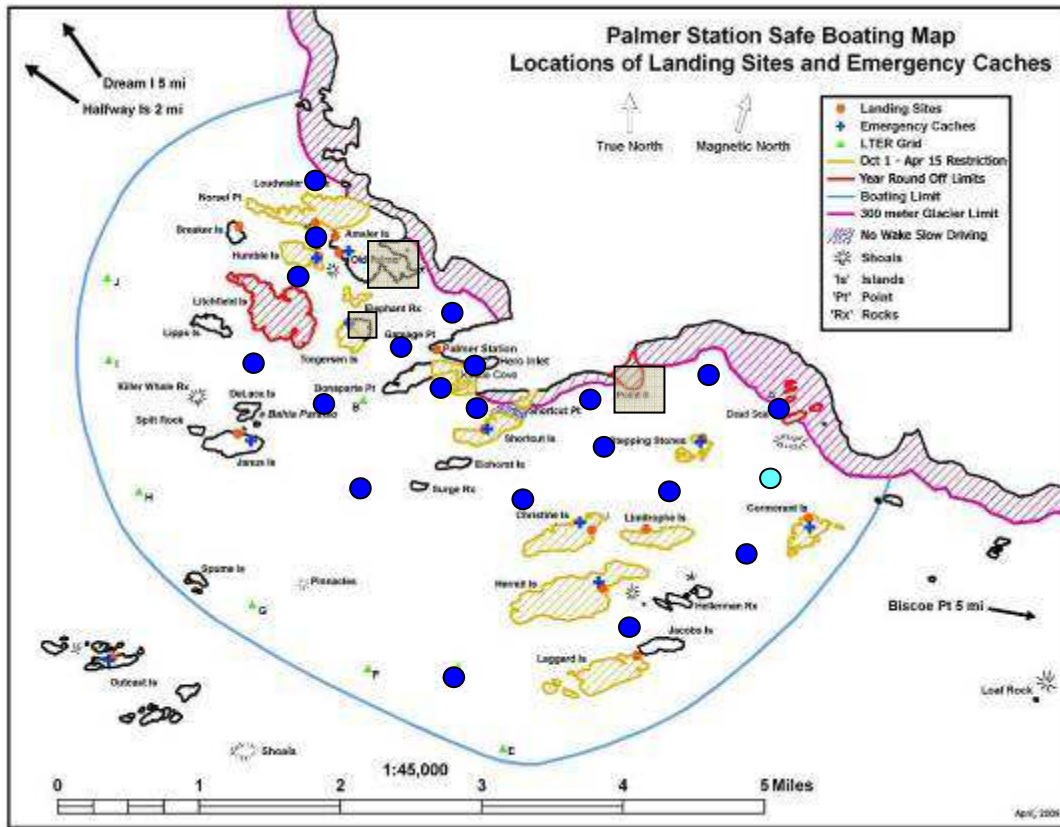 Palmer Station Safe Boating Map
Locations of Landing Sites and Emergency Caches
Dream I 5 mi
Halfway Is 2 mi
True North
Magnetic North
Landing Sites
Emergency Caches
LTER Grid
Oct 1 - Apr 15 Restriction
Year Round Off Limits
Boating Limit
300 meter Glacier Limit
No Wake Slow Driving
Shoals
'Is' Islands
'Pt' Point
'Rx' Rocks
Loudwater
Norsel Pt
Breaker Is
Amsler Is
Humble Is
Old Palmer
J
Litchfield Is
Elephant Rx
Lipps Is
Gamage Pt
Torgersen Is
Palmer Station
Hero Inlet
I
Cove
Killer Whale Rx
Bonaparte Pt
DeLaca Is
B
Bahia
Split Rock
Janus Is
Shortcut Pt
Shortcut Is
Point 8
Dead
Stepping Stones
Eichorst Is
Surge Rx
H
Christine Is
Limitrophe Is
Cormorant Is
Spume Is
Pinnacles
Hermit Is
Hellerman Rx
Biscoe Pt 5 mi
G
Jacobs Is
Laggard Is
Outcast Is
F
Loaf Rock
Shoals
E
1:45,000
0 1 2 3 4 5 Miles